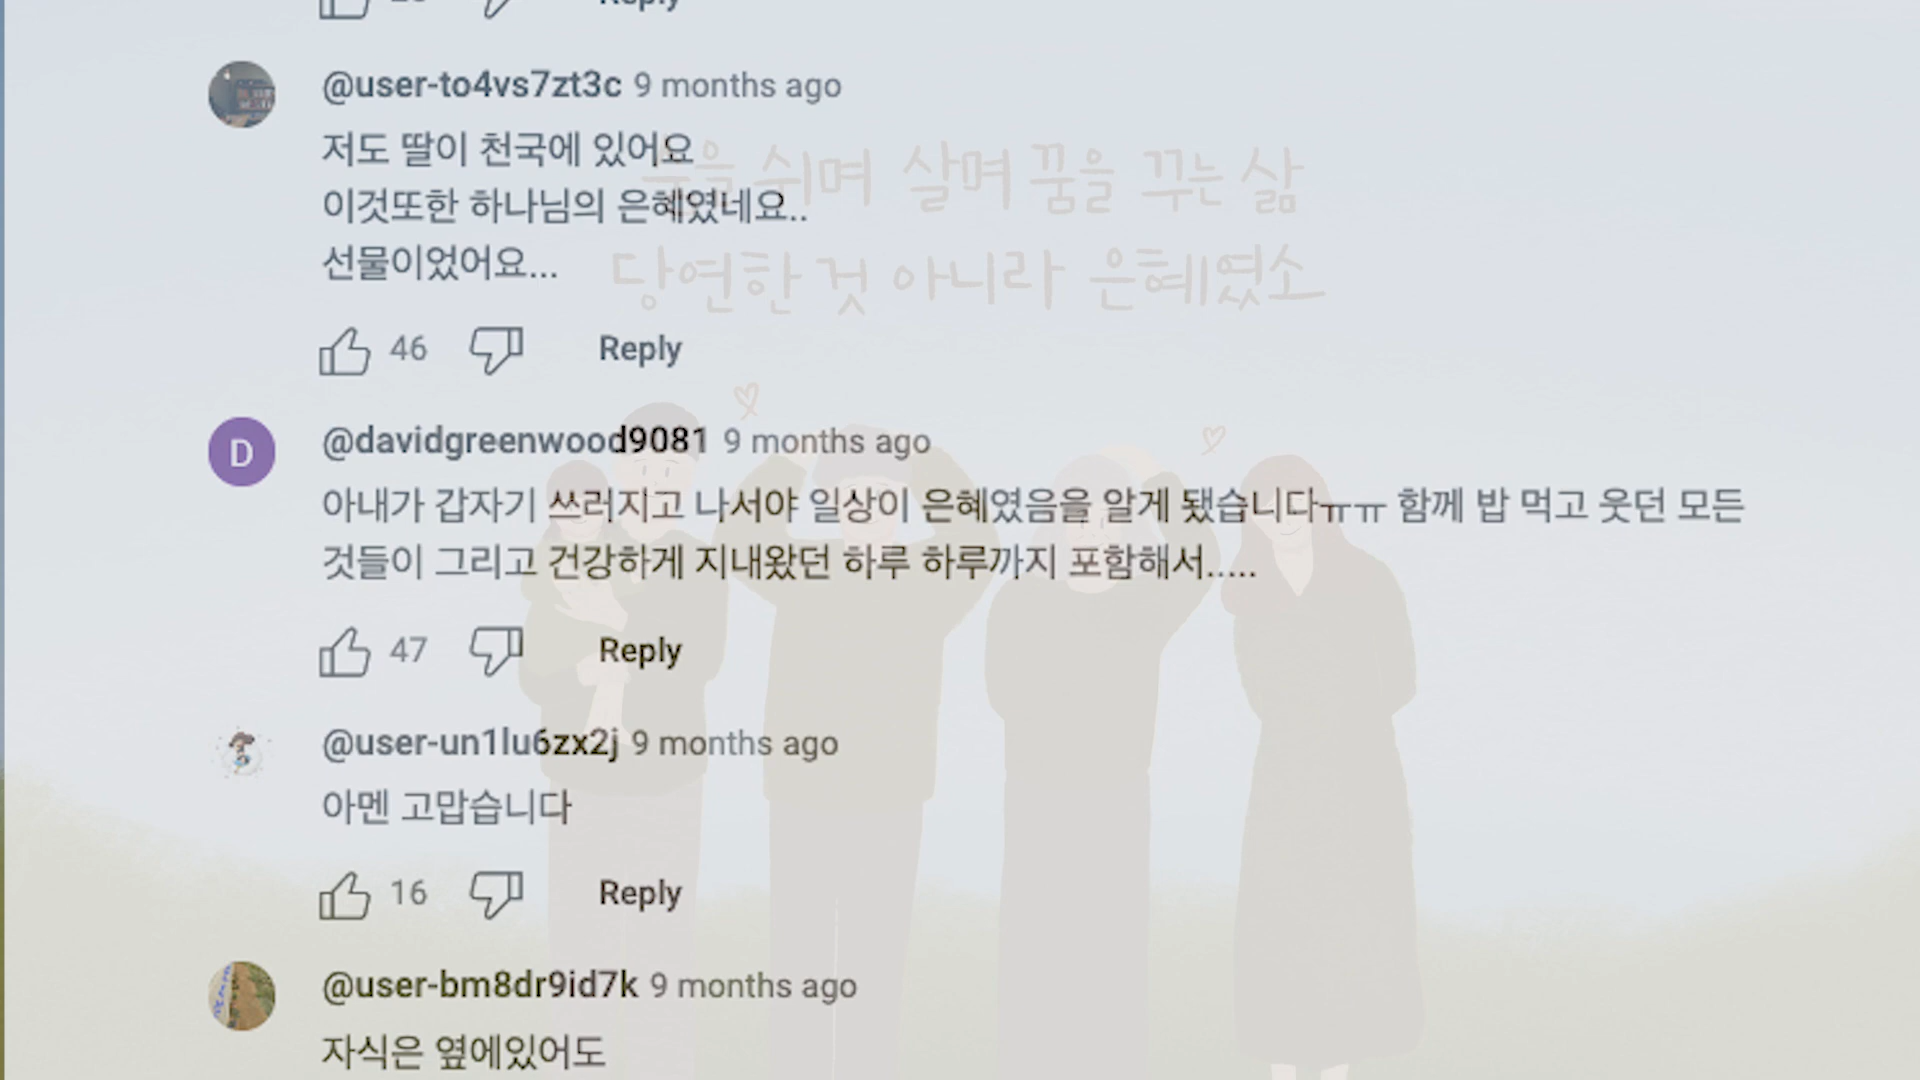 Reply
@user-to4vs7zt3c 9 months ago
저도 딸이 천국에 있어요
이것또한 하나님의 은혜였네요..
선물이었어요...
쉬며 살며 꿈을 꾸는 삶
당연한 것 아니라 은혜였소
46 Reply
D
@davidgreenwood9081 9 months ago
아내가 갑자기 쓰러지고 나서야 일상이 은혜였음을 알게 됐습니다ㅠㅠ 함께 밥 먹고 웃던 모든
것들이 그리고 건강하게 지내왔던 하루 하루까지 포함해서.....
47 Reply
@user-un1lu6zx2j 9 months ago
아멘 고맙습니다
16 Reply
@user-bm8dr9id7k 9 months ago
자식은 옆에있어도